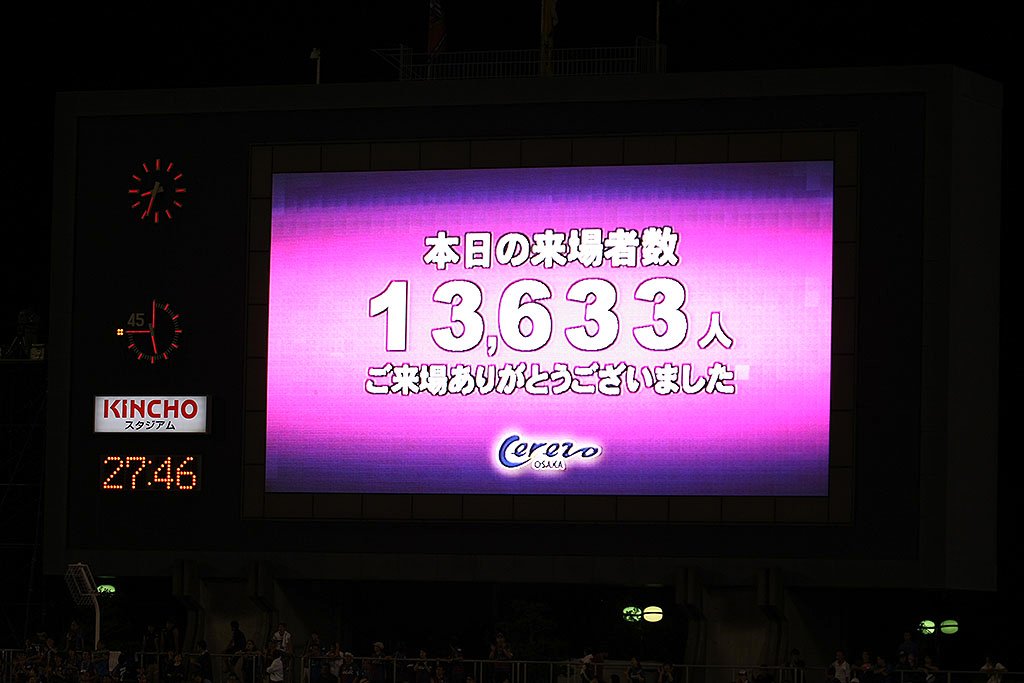 本日の来場者数
13,633人
ご来場ありがとうございました
Cerezo
OSAKA
45
KINCHO
スタジアム
27.46